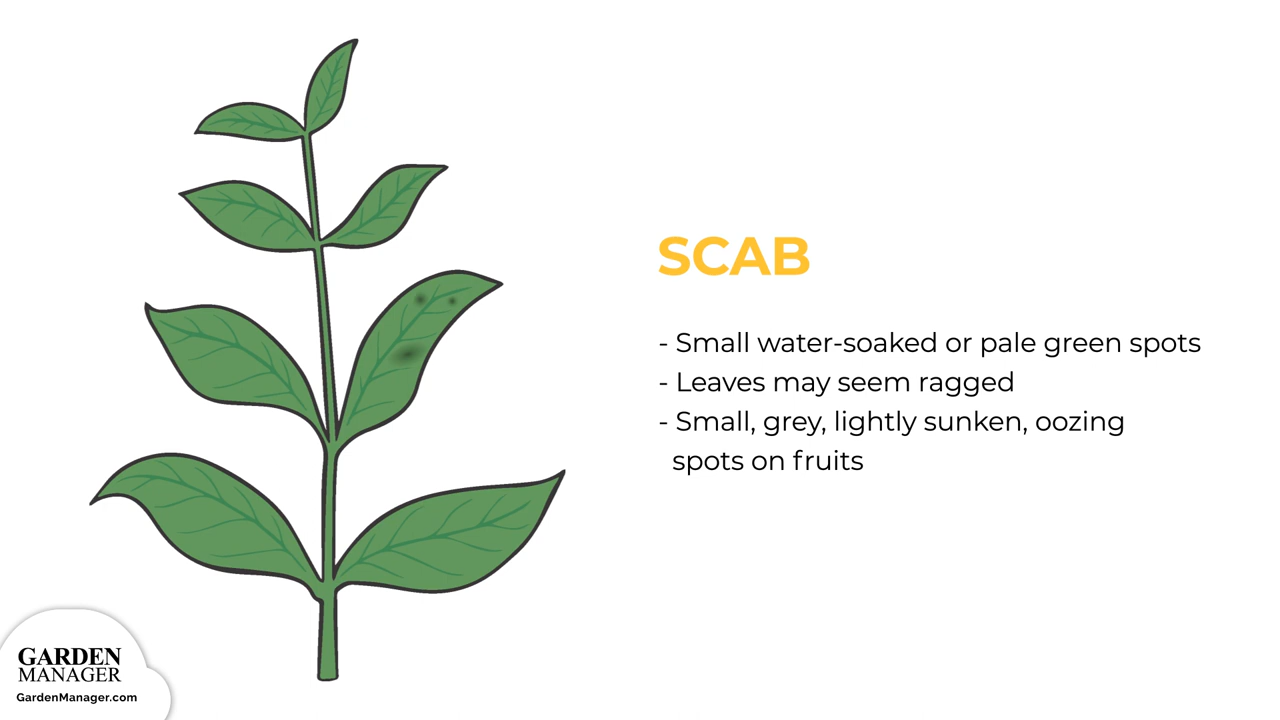 SCAB
- Small water-soaked or pale green spots
- Leaves may seem ragged
- Small, grey, lightly sunken, oozing
spots on fruits
GARDEN
MANAGER
GardenManager.com